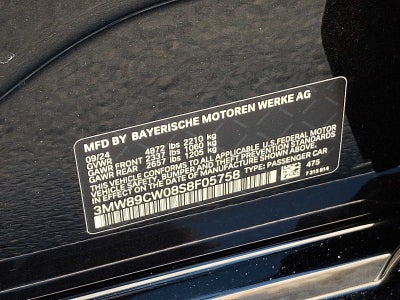 MFD BY BAYERISCHE MOTOREN WERKE AG
09/24
GVWR 4872 lbs 2210 kg
GAWR FRONT 2337 lbs 1060 kg
GAWR REAR 2657 lbs 1205 kg
THIS VEHICLE CONFORMS TO ALL APPLICABLE U.S. FEDERAL MOTOR
VEHICLE SAFETY, BUMPER, AND THEFT PREVENTION STANDARDS
IN EFFECT ON THE DATE OF MANUFACTURE SHOWN ABOVE.
3MW89CW08S8F05758 TYPE: PASSENGER CAR
475